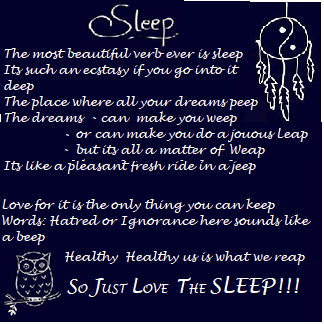 Sleep
The most beautiful verb ever is sleep
Its such an ecstasy if you go into it
deep
The place where all your dreams peep
The dreams - can make you weep
- or can make you do a jouous Leap
- but its all a matter of Weap
Its like a pleasant fresh ride in a jeep
Love for it is the only thing you can keep
Words: Hatred or Ignorance here sounds like
a beep
Healthy Healthy us is what we reap
So Just Love The SLEEP!!!